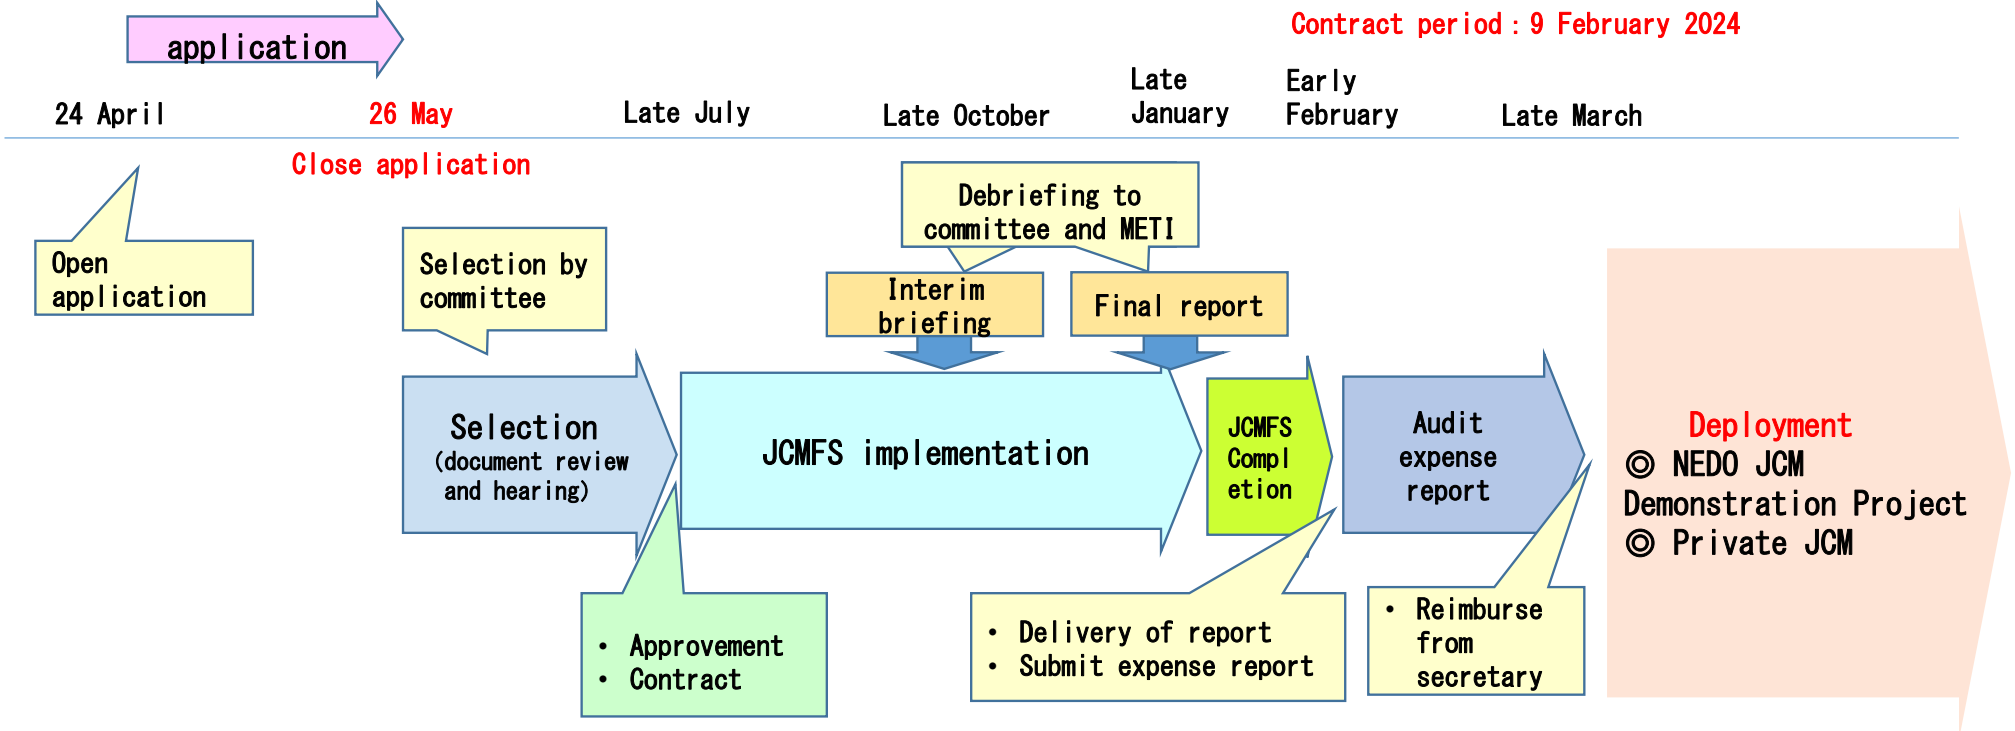 application
Contract period：9 February 2024
24 April
26 May
Late July
Late October
Late
January
Early
February
Late March
Close application
Open
application
Selection by
committee
Debriefing to
committee and METI
Interim
briefing
Final report
Selection
(document review
and hearing)
JCMFS implementation
JCMFS
Compl
etion
Audit
expense
report
Deployment
◎ NEDO JCM
Demonstration Project
◎ Private JCM
• Approvement
• Contract
• Delivery of report
• Submit expense report
• Reimburse
from
secretary